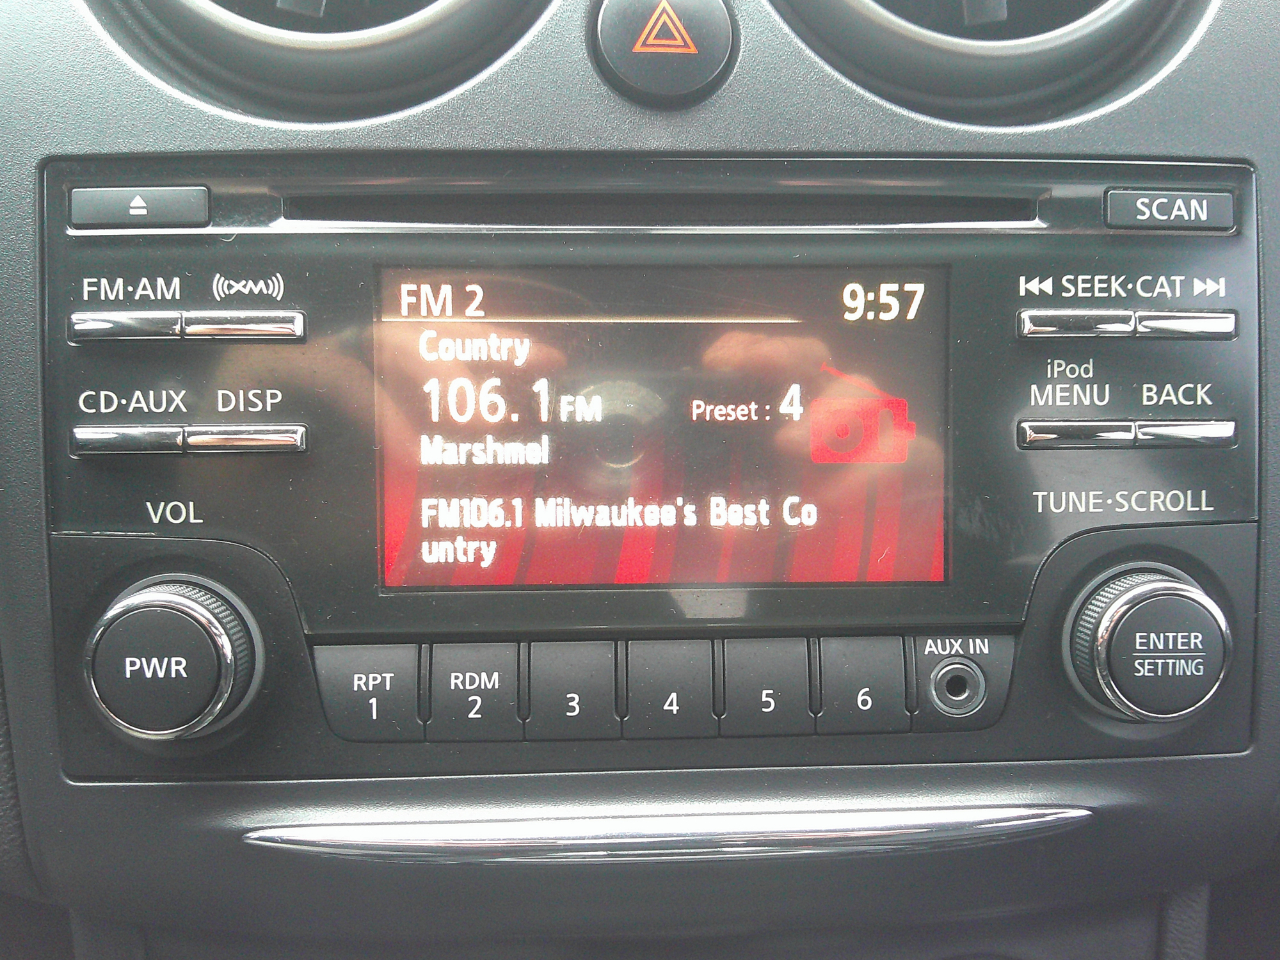 SCAN
FM·AM XM
SEEK·CAT
FM 2 9:57
Country
106.1 FM Preset : 4
Marshmel
FM106.1 Milwaukee's Best Co
untry
iPod
CD·AUX DISP
MENU BACK
VOL
TUNE·SCROLL
PWR
RPT
1
RDM
2
3
4
5
6
AUX IN
ENTER
SETTING